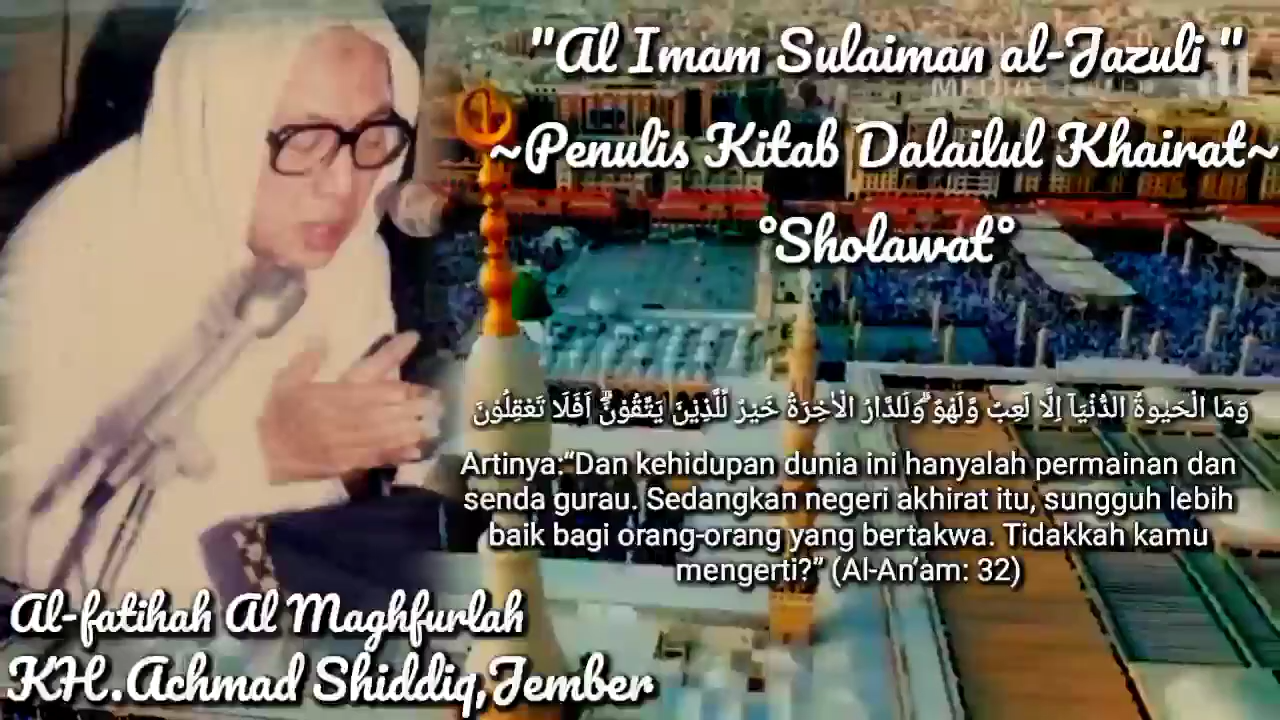 "Al Imam Sulaiman al-Jazuli"
MEDIA
~Penulis Kitab Dalailul Khairat~
°Sholawat°
وَمَا الْحَيٰوةُ الدُّنْيَآ اِلَّا لَعِبٌ وَّلَهْوٌ ۗوَلَلدَّارُ الْاٰخِرَةُ خَيْرٌ لِّلَّذِيْنَ يَتَّقُوْنَۗ اَفَلَا تَعْقِلُوْنَ
Artinya:“Dan kehidupan dunia ini hanyalah permainan dan
senda gurau. Sedangkan negeri akhirat itu, sungguh lebih
baik bagi orang-orang yang bertakwa. Tidakkah kamu
mengerti?” (Al-An’am: 32)
Al-fatihah Al Maghfurlah
KH.Achmad Shiddiq,Jember